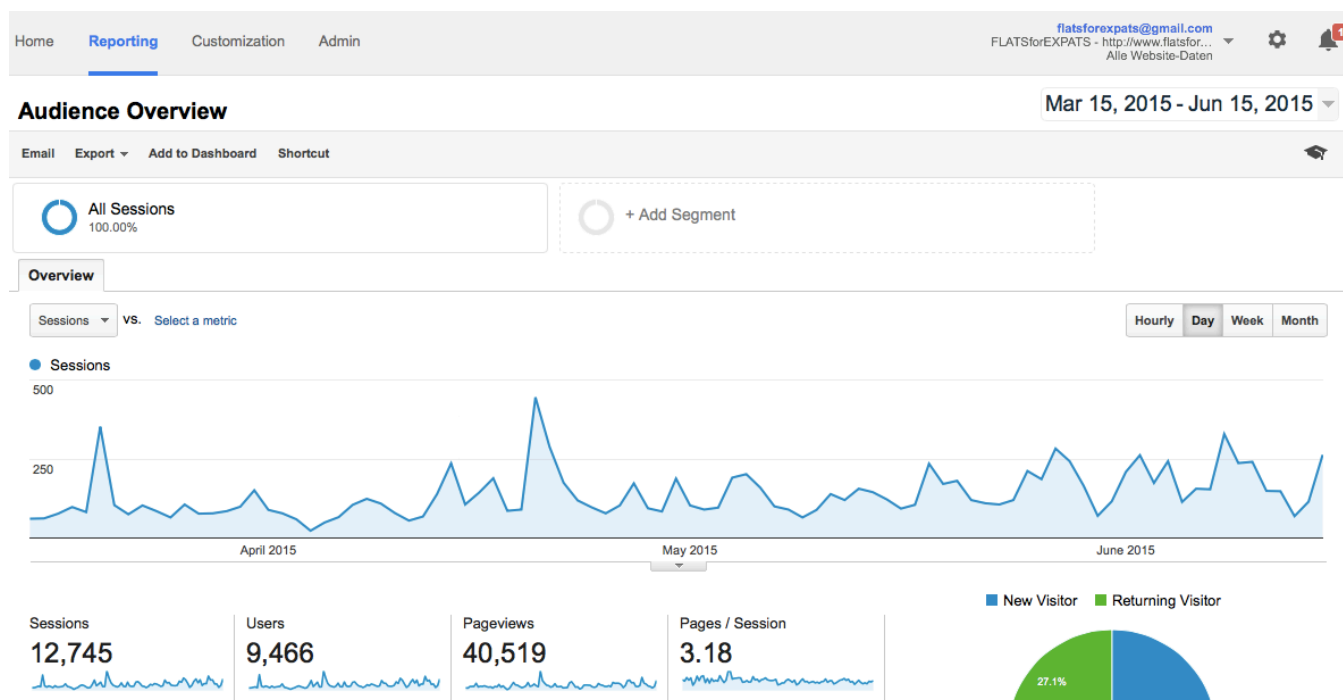 Home Reporting Customization Admin
flatsforexpats@gmail.com
FLATSforEXPATS - http://www.flatsfor...
Alle Website-Daten
Audience Overview
Mar 15, 2015 - Jun 15, 2015
Email Export Add to Dashboard Shortcut
All Sessions
100.00%
+ Add Segment
Overview
Sessions VS. Select a metric
Hourly Day Week Month
Sessions
500
250
April 2015 May 2015 June 2015
New Visitor Returning Visitor
Sessions Users Pageviews Pages / Session
12,745 9,466 40,519 3.18
27.1%